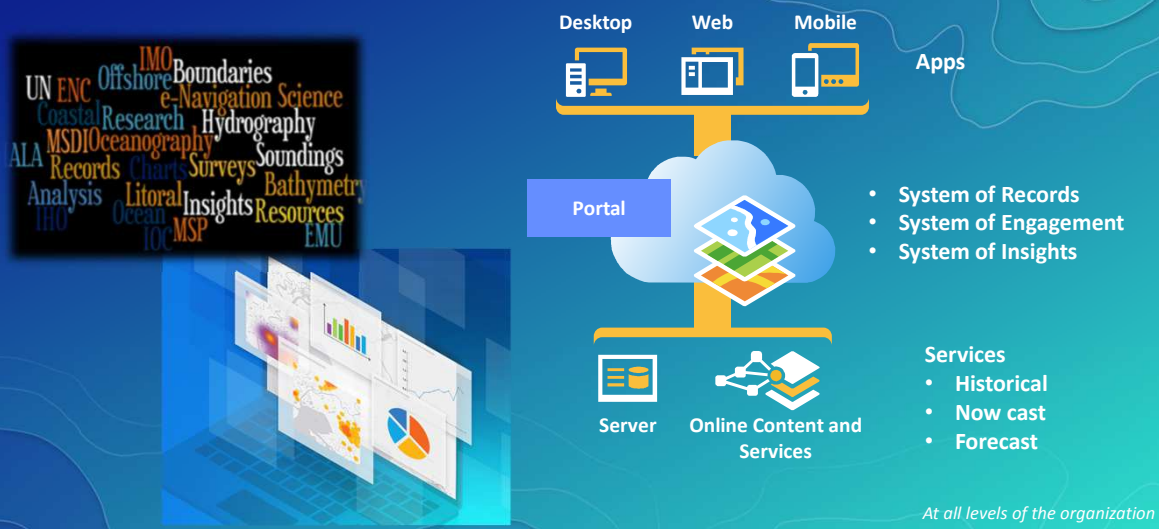 IMO
UN ENC Offshore Boundaries
e-Navigation Science
Coastal Research Hydrography
MSDI Oceanography
ALA Records Charts Surveys Soundings
Analysis Litoral Insights Bathymetry
IHO Ocean Resources
IOC MSP EMU
Desktop Web Mobile
Apps
Portal
• System of Records
• System of Engagement
• System of Insights
Server Online Content and
Services
Services
• Historical
• Now cast
• Forecast
At all levels of the organization